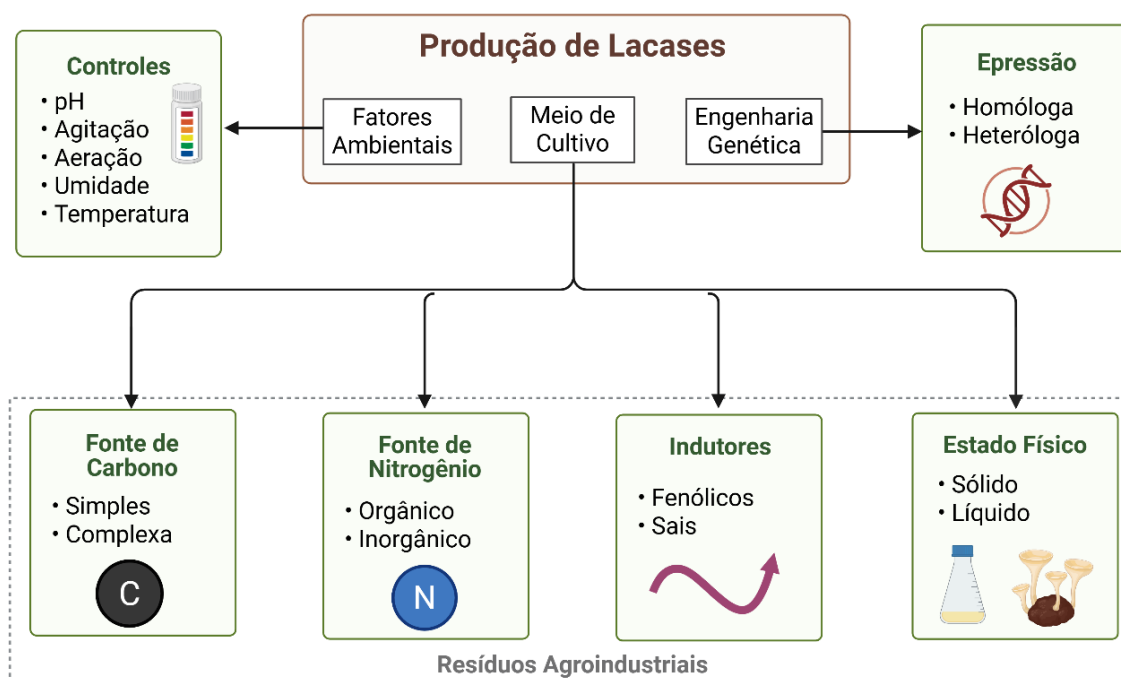 Produção de Lacases
Fatores
Ambientais
Meio de
Cultivo
Engenharia
Genética
Controles
• pH
• Agitação
• Aeração
• Umidade
• Temperatura
Epressão
• Homóloga
• Heteróloga
Fonte de
Carbono
• Simples
• Complexa
C
Fonte de
Nitrogênio
• Orgânico
• Inorgânico
N
Indutores
• Fenólicos
• Sais
Estado Físico
• Sólido
• Líquido
Resíduos Agroindustriais